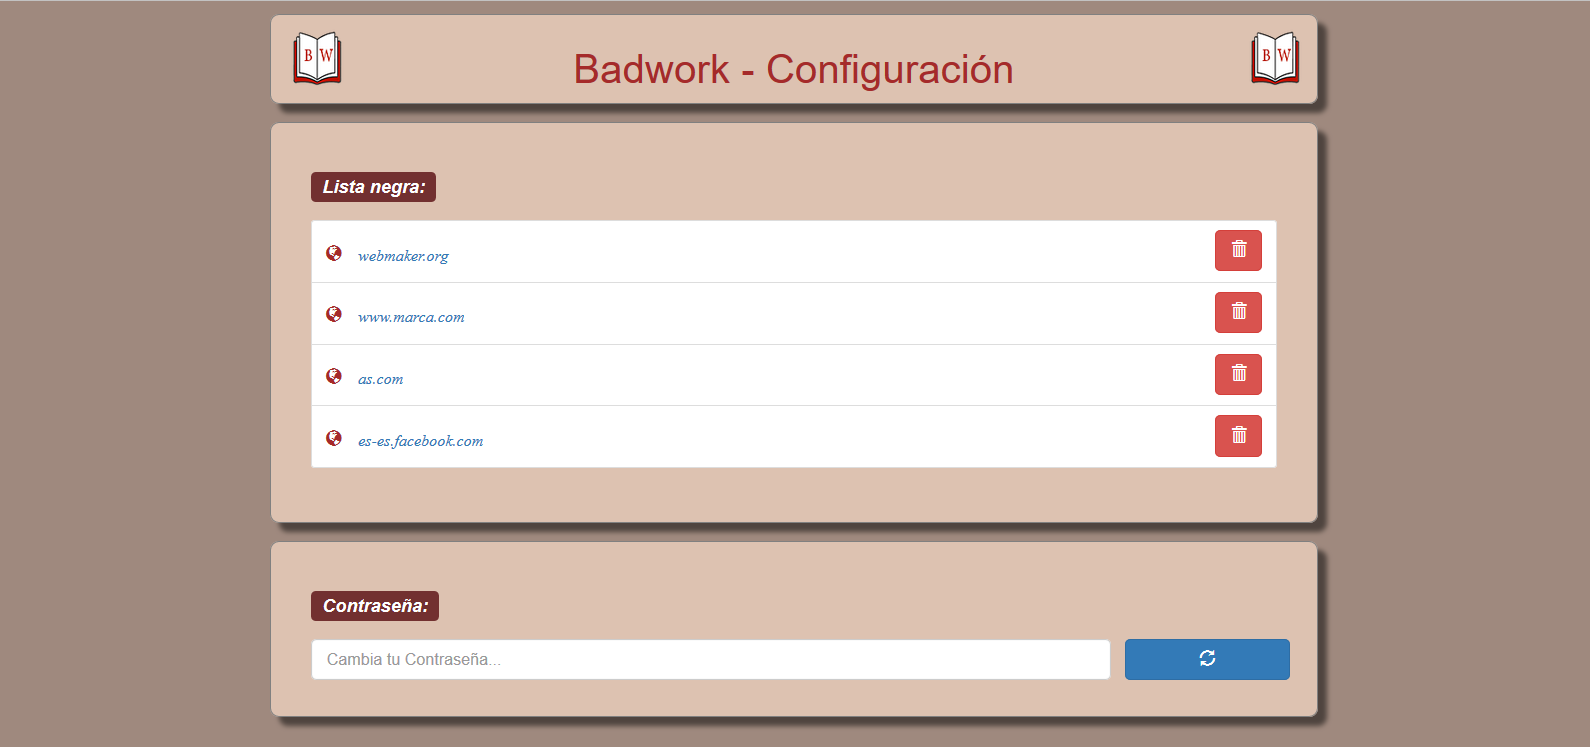 B W
Badwork - Configuración
B W
Lista negra:
webmaker.org
www.marca.com
as.com
es-es.facebook.com
Contraseña:
Cambia tu Contraseña...